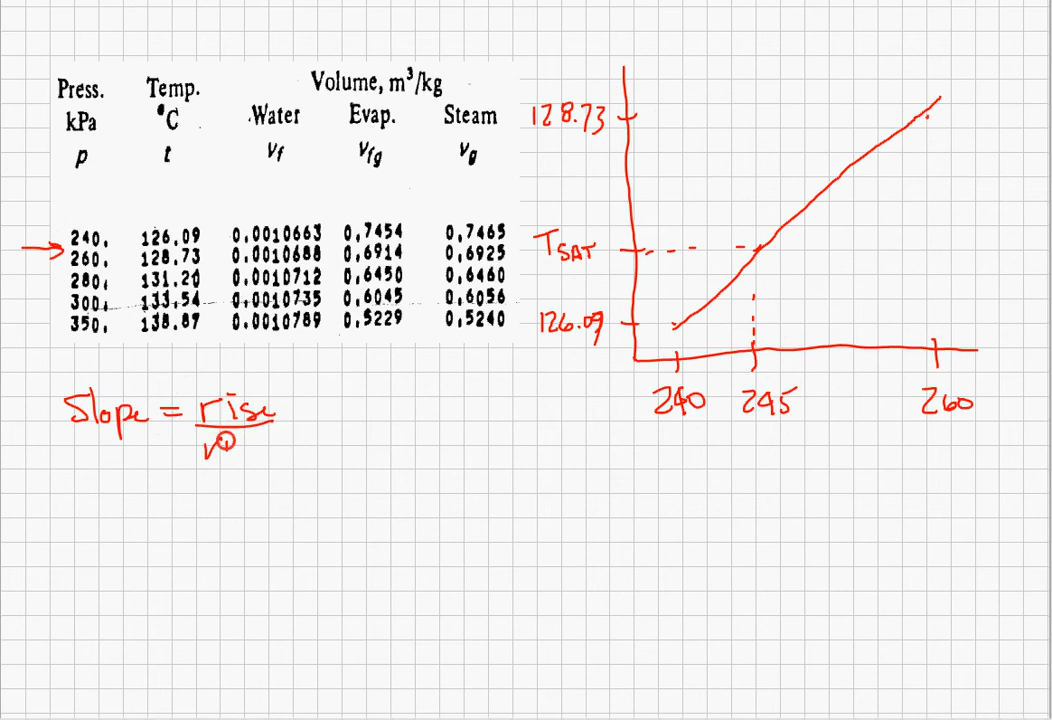 Press. Temp. Volume, m³/kg
kPa °C Water Evap. Steam
p t vf vfg vg
240. 126.09 0.0010663 0.7454 0.7465
260. 128.73 0.0010688 0.6914 0.6925
280. 131.20 0.0010712 0.6450 0.6460
300. 133.54 0.0010735 0.6045 0.6056
350. 138.87 0.0010789 0.5229 0.5240
128.73
TSAT
126.09
240 245 260
Slope = rise